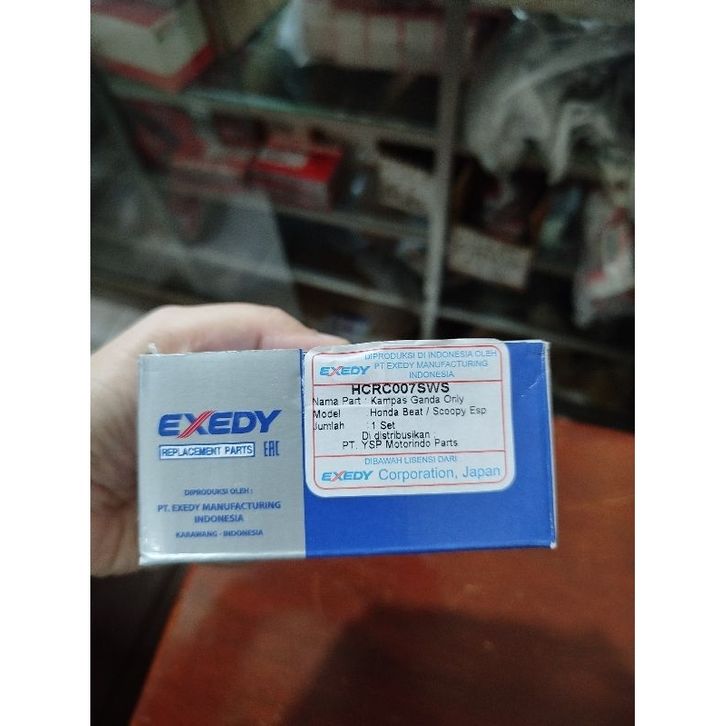 EXEDY
REPLACEMENT PARTS EAC
DIPRODUKSI OLEH :
PT. EXEDY MANUFACTURING
INDONESIA
KARAWANG - INDONESIA
DIPRODUKSI DI INDONESIA OLEH
EXEDY PT EXEDY MANUFACTURING
INDONESIA
HCRC007SWS
Nama Part : Kampas Ganda Only
Model : Honda Beat / Scoopy Esp
Jumlah : 1 Set
Di distribusikan :
PT. YSP Motorindo Parts
DIBAWAH LISENSI DARI
EXEDY Corporation, Japan